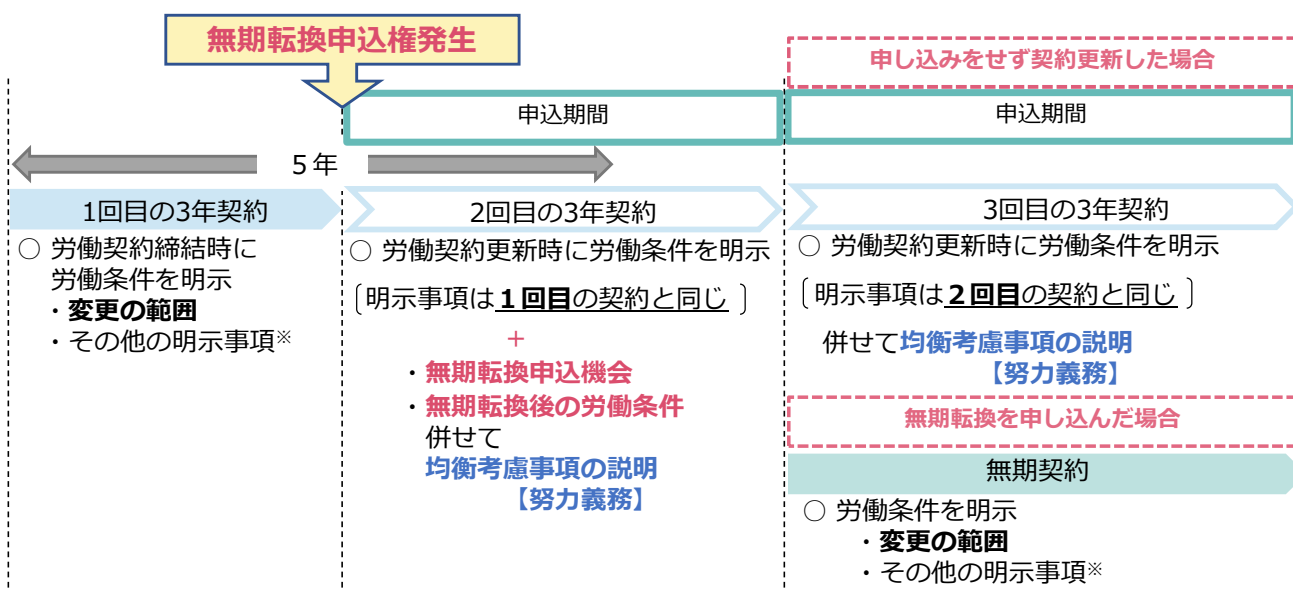 無期転換申込権発生
申し込みをせず契約更新した場合
申込期間
申込期間
5年
1回目の3年契約
○ 労働契約締結時に
労働条件を明示
・変更の範囲
・その他の明示事項※
2回目の3年契約
○ 労働契約更新時に労働条件を明示
〔明示事項は１回目の契約と同じ 〕
＋
・無期転換申込機会
・無期転換後の労働条件
併せて
均衡考慮事項の説明
【努力義務】
3回目の3年契約
○ 労働契約更新時に労働条件を明示
〔明示事項は２回目の契約と同じ 〕
併せて均衡考慮事項の説明
【努力義務】
無期転換を申し込んだ場合
無期契約
○ 労働条件を明示
・変更の範囲
・その他の明示事項※